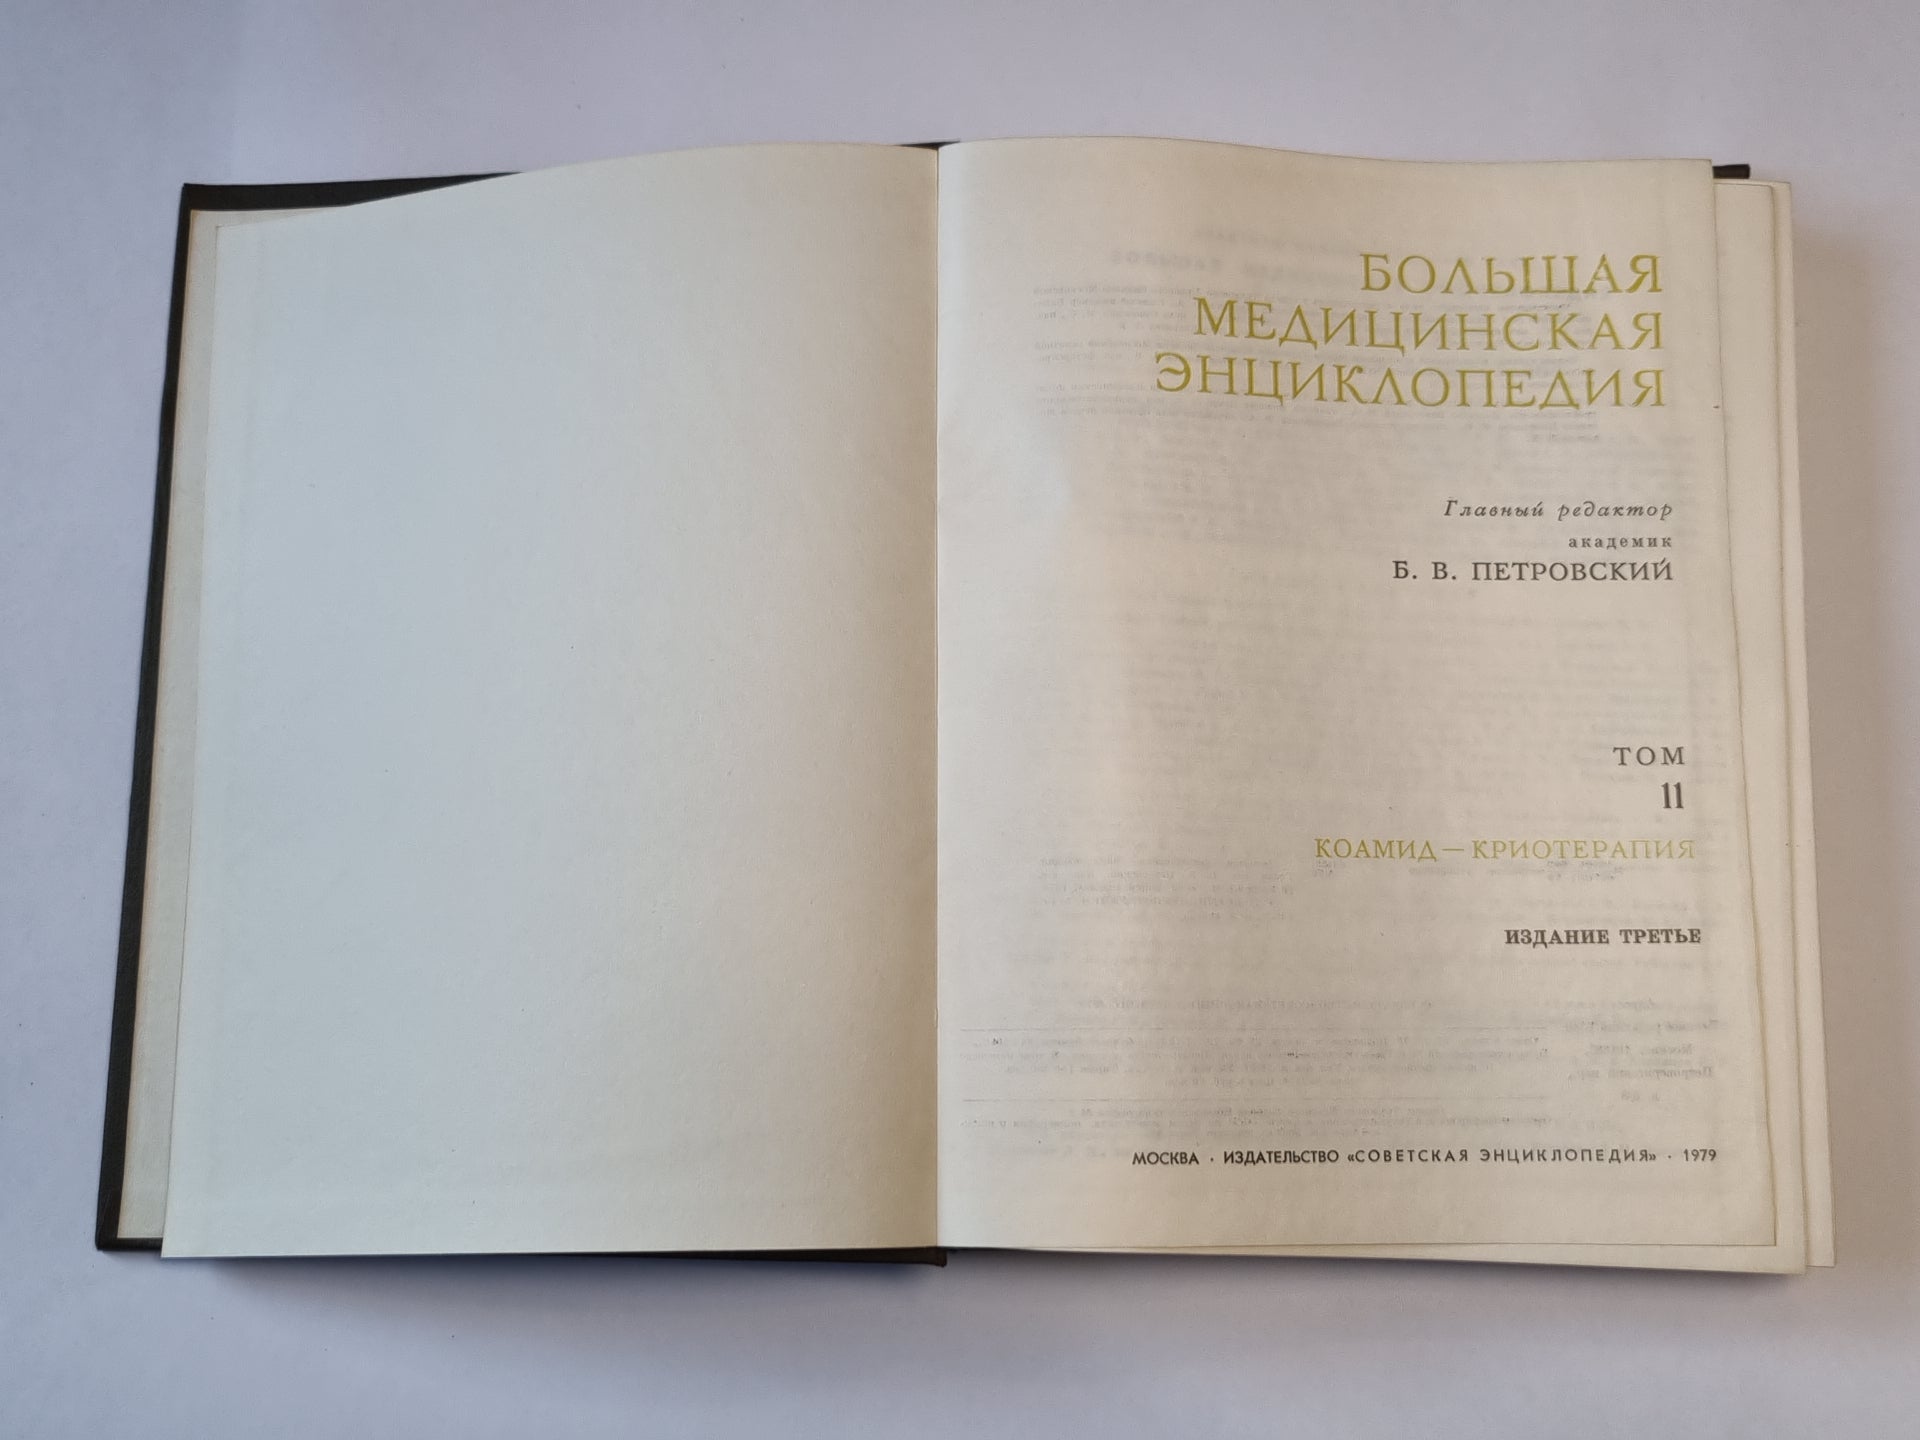 БОЛЬШАЯ
МЕДИЦИНСКАЯ
ЭНЦИКЛОПЕДИЯ
Главный редактор
академик
Б. В. ПЕТРОВСКИЙ
ТОМ
11
КОАМИД — КРИОТЕРАПИЯ
ИЗДАНИЕ ТРЕТЬЕ
МОСКВА · ИЗДАТЕЛЬСТВО «СОВЕТСКАЯ ЭНЦИКЛОПЕДИЯ» · 1979